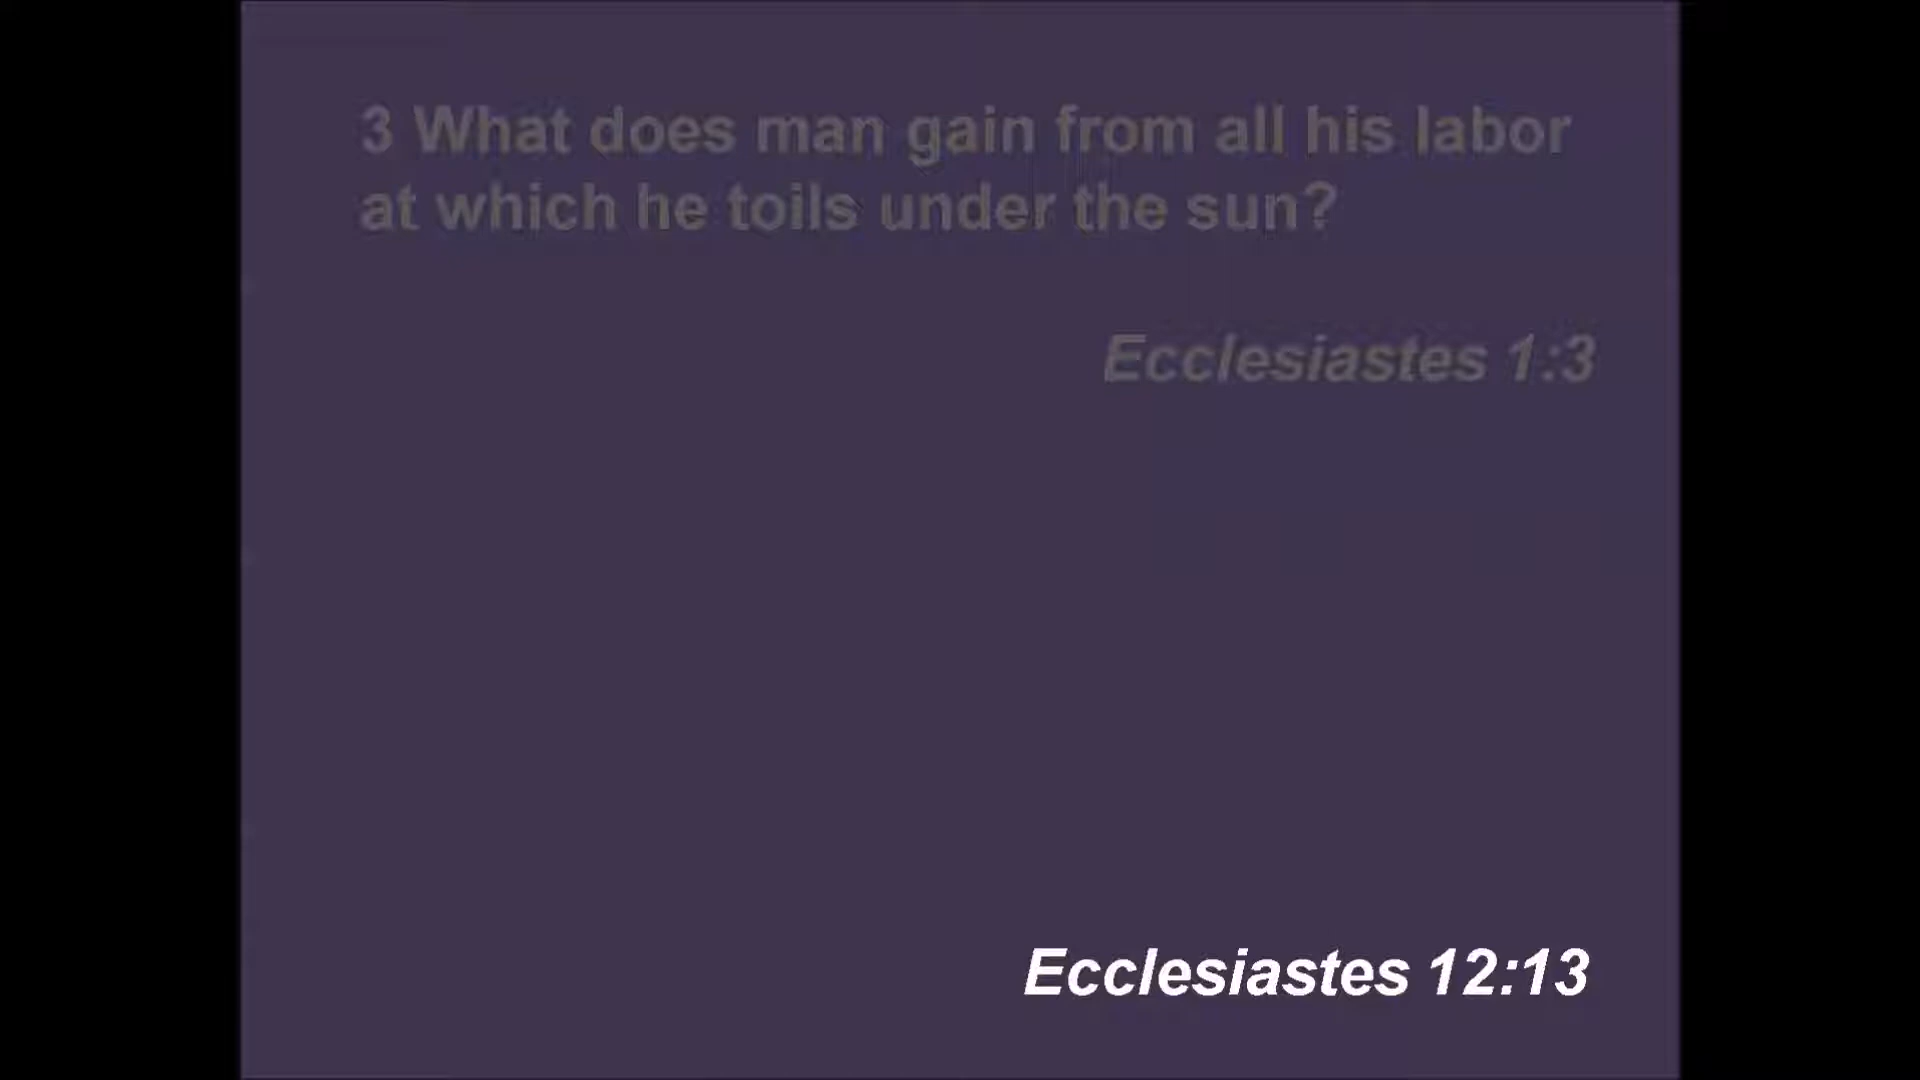 3 What does man gain from all his labor
at which he toils under the sun?
Ecclesiastes 1:3
Ecclesiastes 12:13